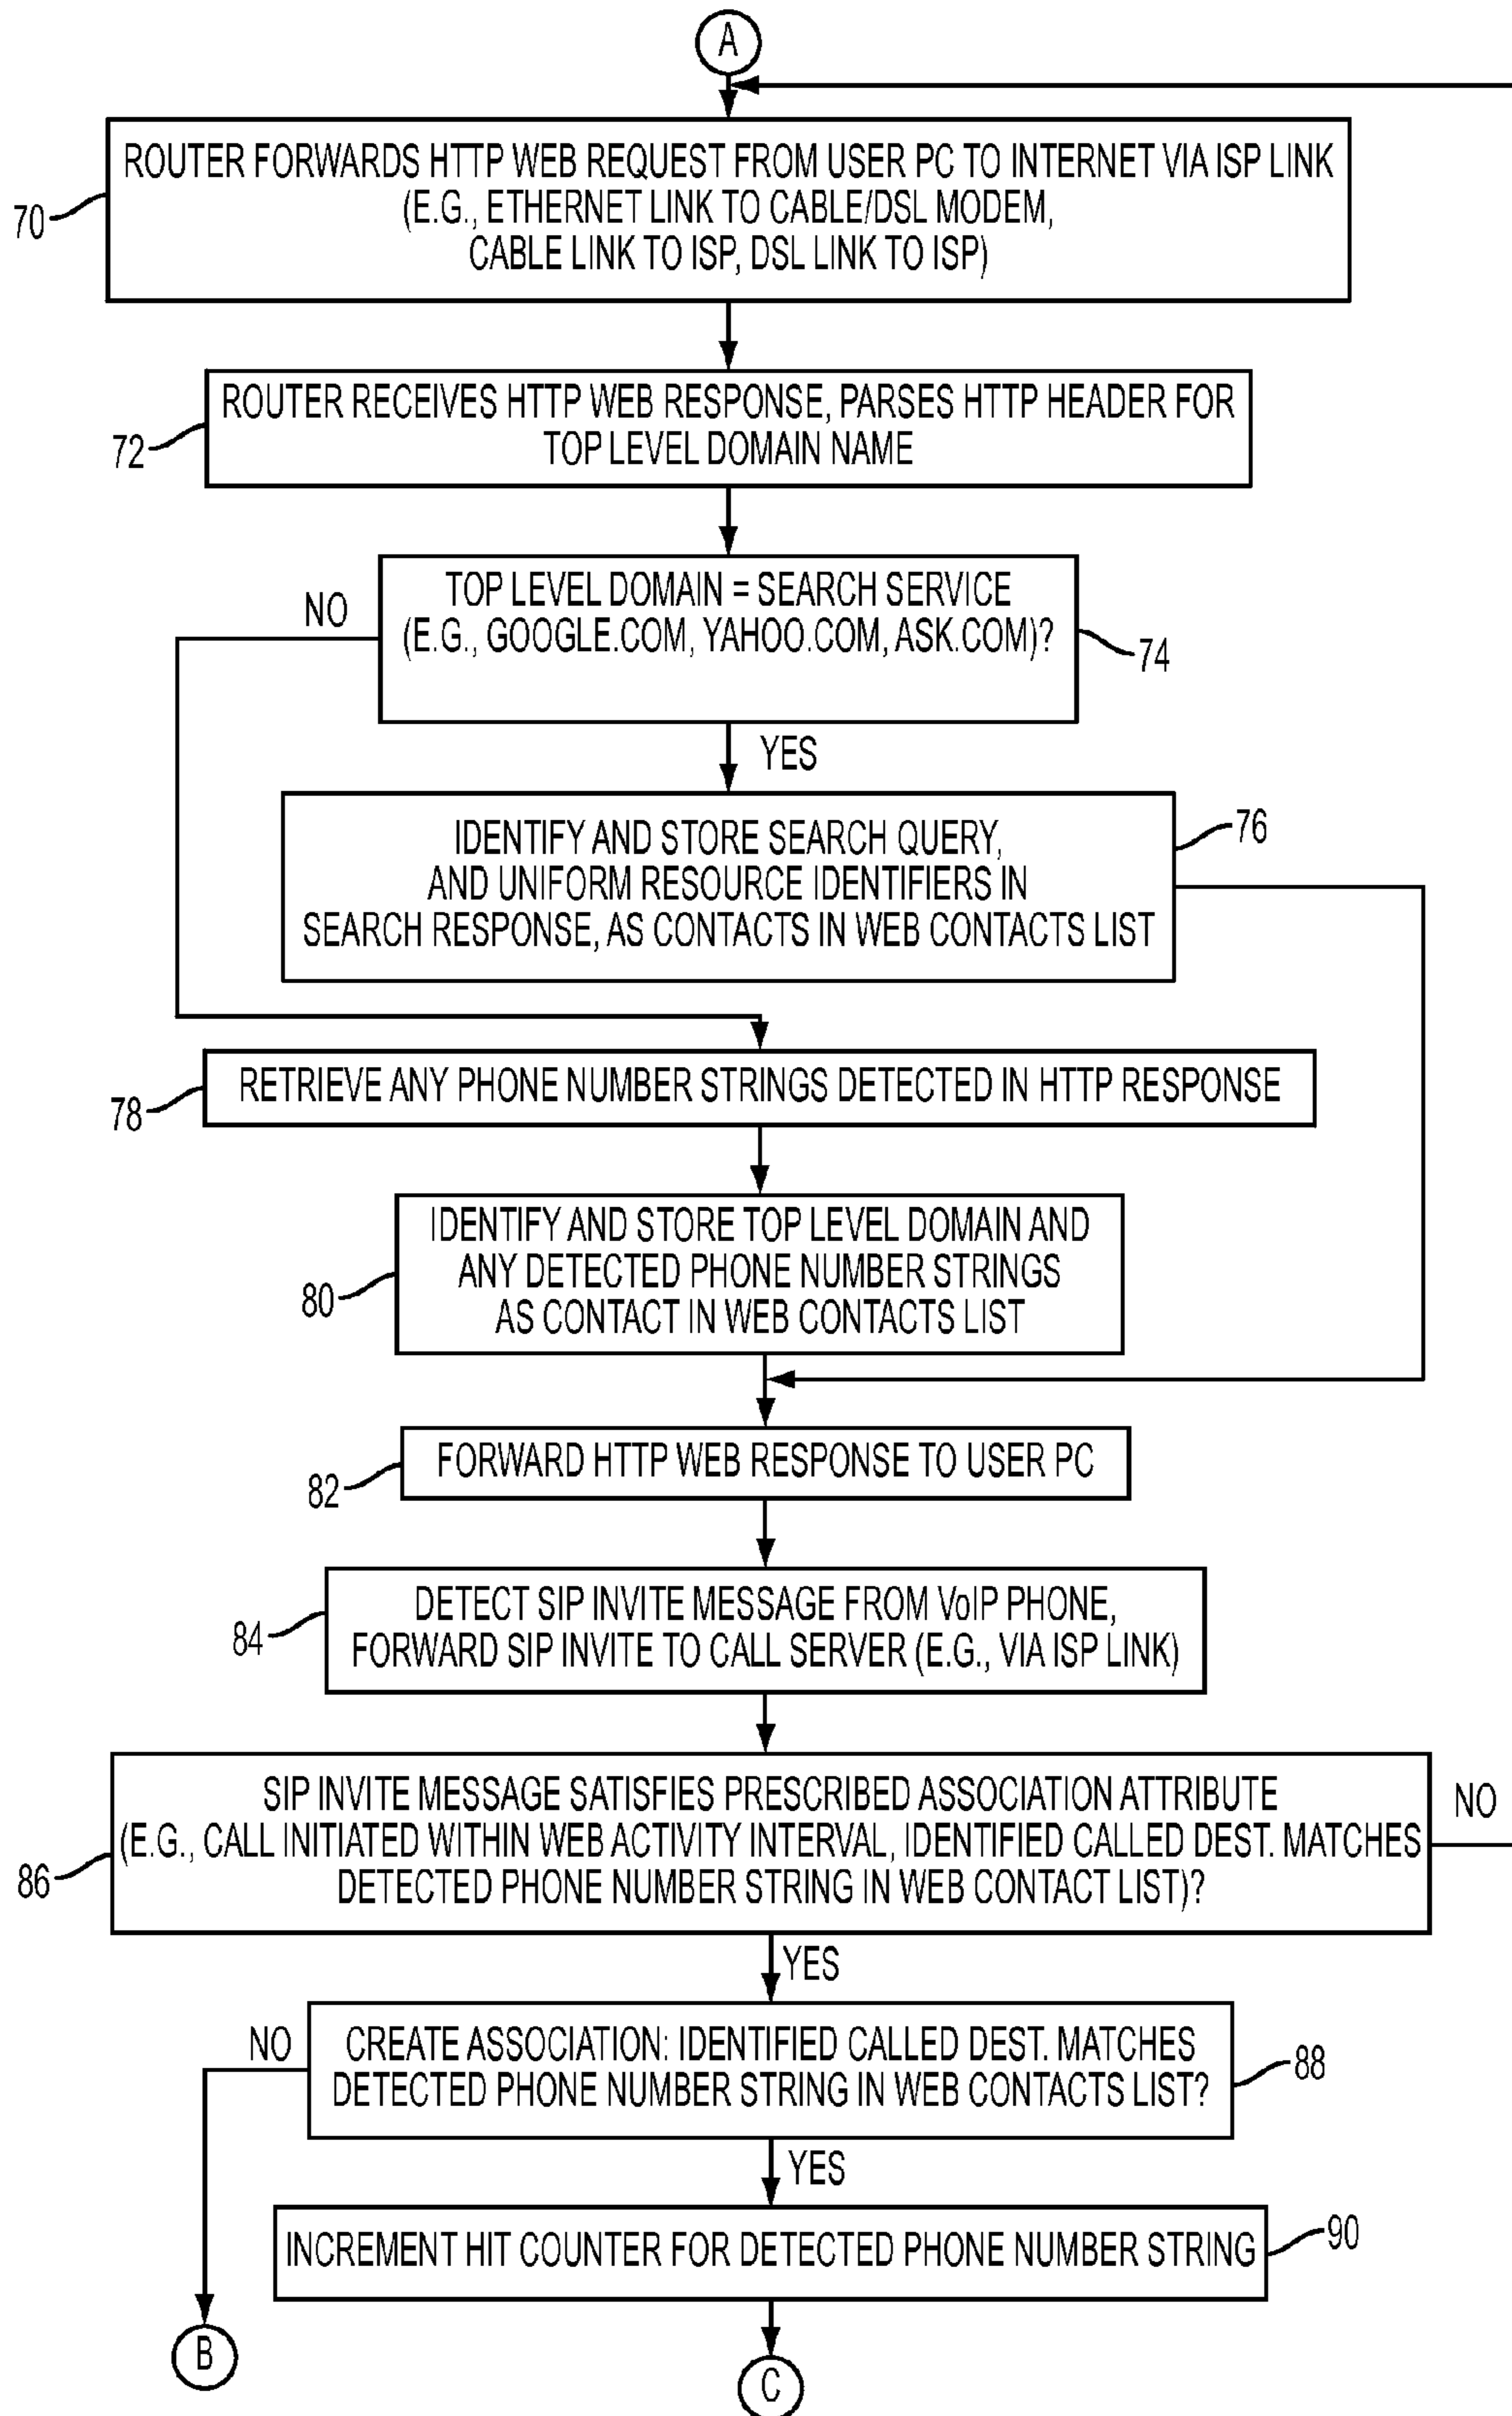 A
ROUTER FORWARDS HTTP WEB REQUEST FROM USER PC TO INTERNET VIA ISP LINK
(E.G., ETHERNET LINK TO CABLE/DSL MODEM,
CABLE LINK TO ISP, DSL LINK TO ISP)
70
ROUTER RECEIVES HTTP WEB RESPONSE, PARSES HTTP HEADER FOR
TOP LEVEL DOMAIN NAME
72
TOP LEVEL DOMAIN = SEARCH SERVICE
(E.G., GOOGLE.COM, YAHOO.COM, ASK.COM)?
NO
74
YES
IDENTIFY AND STORE SEARCH QUERY,
AND UNIFORM RESOURCE IDENTIFIERS IN
SEARCH RESPONSE, AS CONTACTS IN WEB CONTACTS LIST
76
RETRIEVE ANY PHONE NUMBER STRINGS DETECTED IN HTTP RESPONSE
78
IDENTIFY AND STORE TOP LEVEL DOMAIN AND
ANY DETECTED PHONE NUMBER STRINGS
AS CONTACT IN WEB CONTACTS LIST
80
FORWARD HTTP WEB RESPONSE TO USER PC
82
DETECT SIP INVITE MESSAGE FROM VoIP PHONE,
FORWARD SIP INVITE TO CALL SERVER (E.G., VIA ISP LINK)
84
SIP INVITE MESSAGE SATISFIES PRESCRIBED ASSOCIATION ATTRIBUTE
(E.G., CALL INITIATED WITHIN WEB ACTIVITY INTERVAL, IDENTIFIED CALLED DEST. MATCHES
DETECTED PHONE NUMBER STRING IN WEB CONTACT LIST)?
NO
86
YES
CREATE ASSOCIATION: IDENTIFIED CALLED DEST. MATCHES
DETECTED PHONE NUMBER STRING IN WEB CONTACTS LIST?
NO
88
YES
INCREMENT HIT COUNTER FOR DETECTED PHONE NUMBER STRING
90
B
C